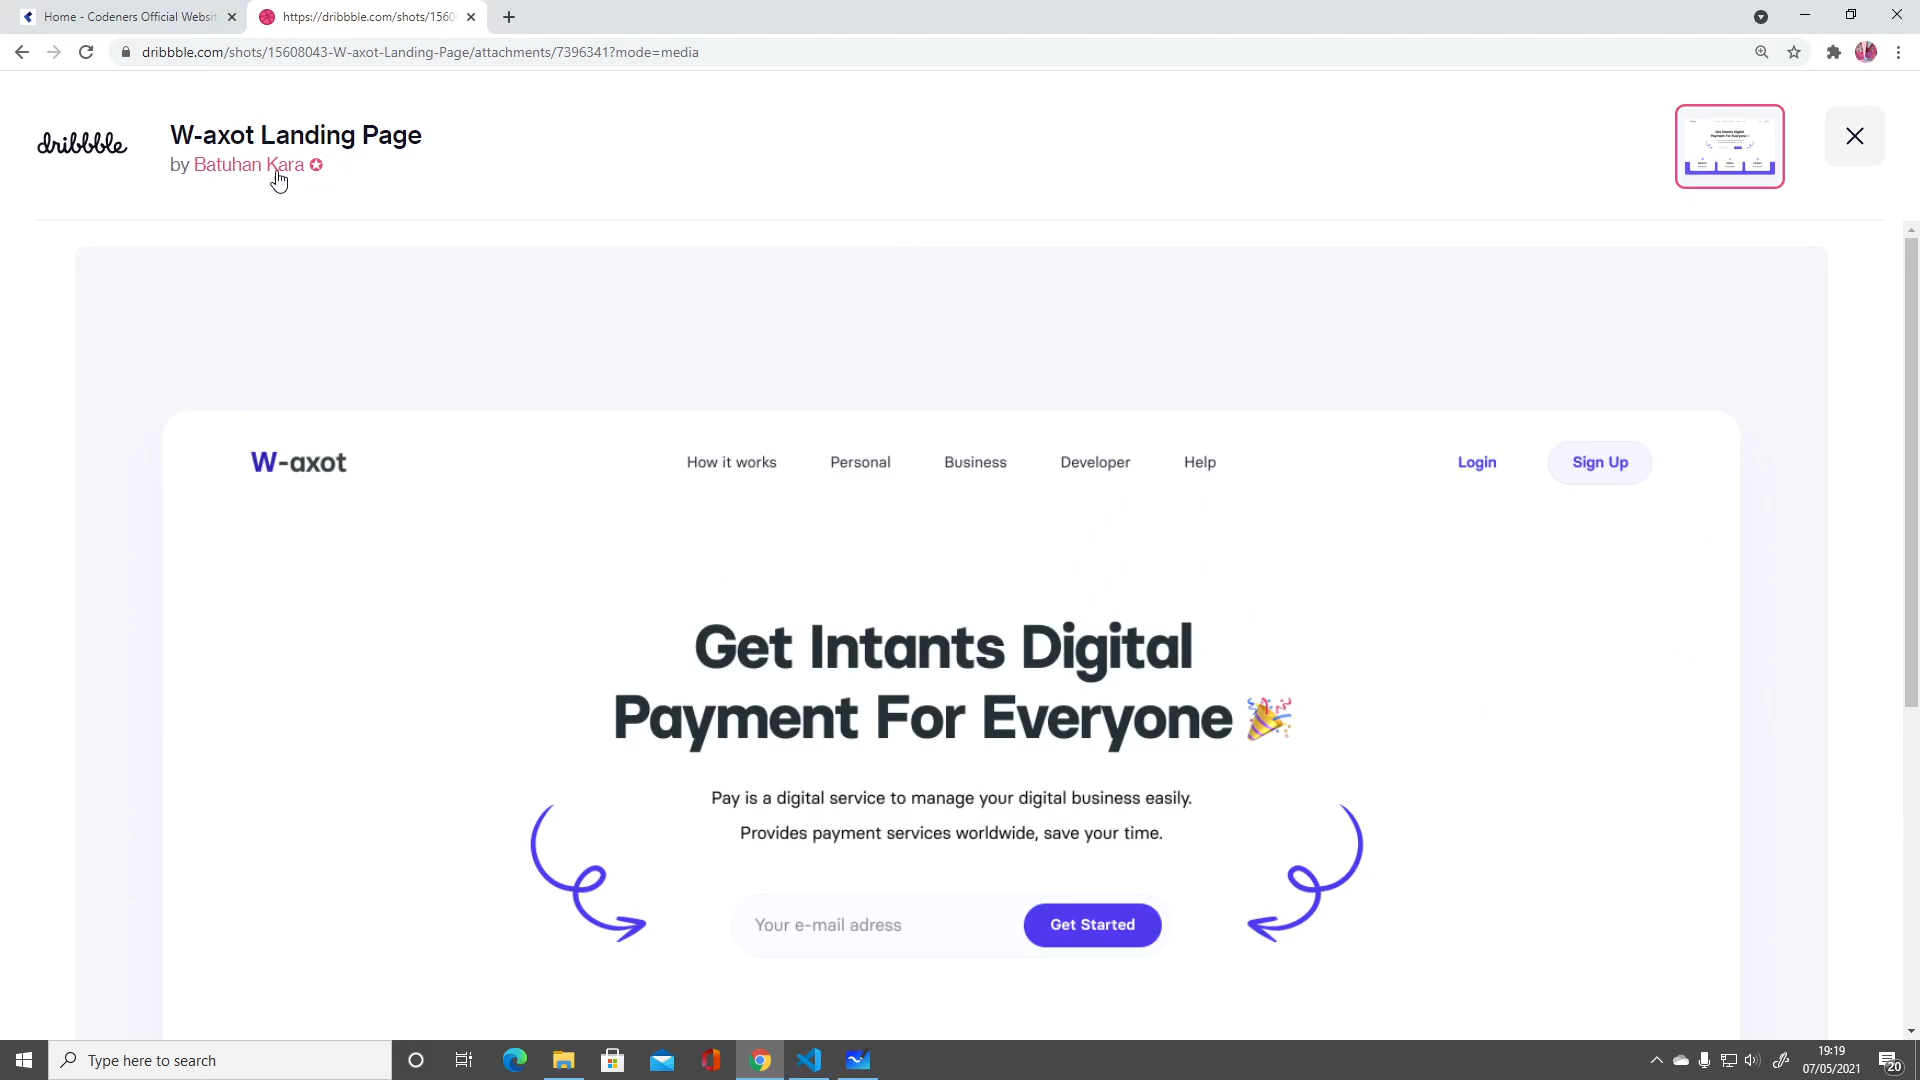 Home - Codeners Official Websit
https://dribbble.com/shots/1560
dribbble.com/shots/15608043-W-axot-Landing-Page/attachments/7396341?mode=media
dribbble
W-axot Landing Page
by Batuhan Kara
W-axot
How it works
Personal
Business
Developer
Help
Login
Sign Up
Get Intants Digital
Payment For Everyone
Pay is a digital service to manage your digital business easily.
Provides payment services worldwide, save your time.
Your e-mail adress
Get Started
Type here to search
19:19
07/05/2021
20